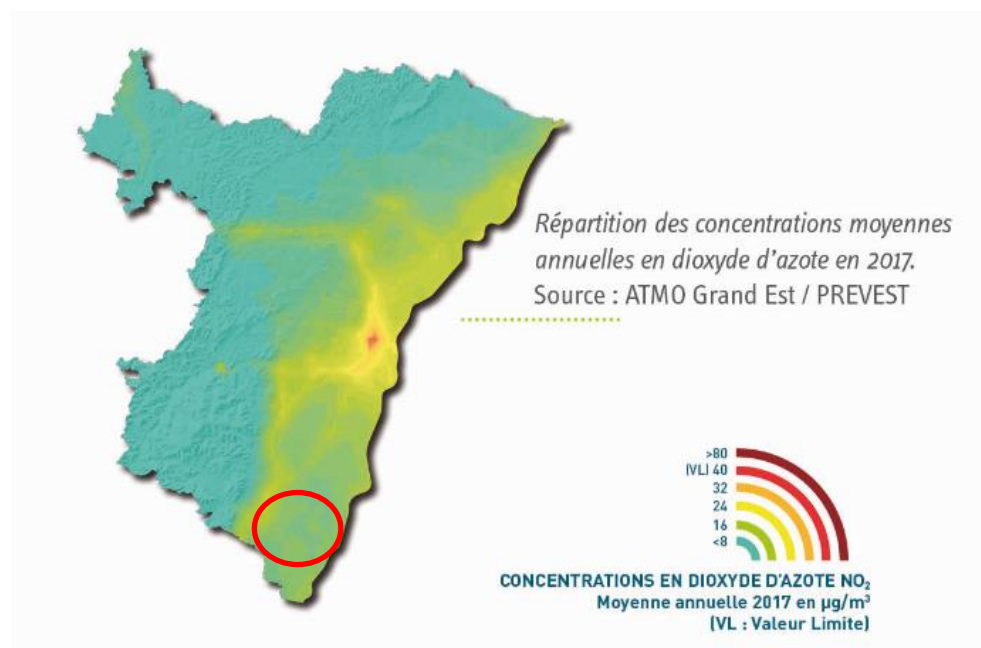 Répartition des concentrations moyennes
annuelles en dioxyde d'azote en 2017.
Source : ATMO Grand Est / PREVEST
>80
(VL) 40
32
24
16
<8
CONCENTRATIONS EN DIOXYDE D'AZOTE NO₂
Moyenne annuelle 2017 en µg/m³
(VL : Valeur Limite)